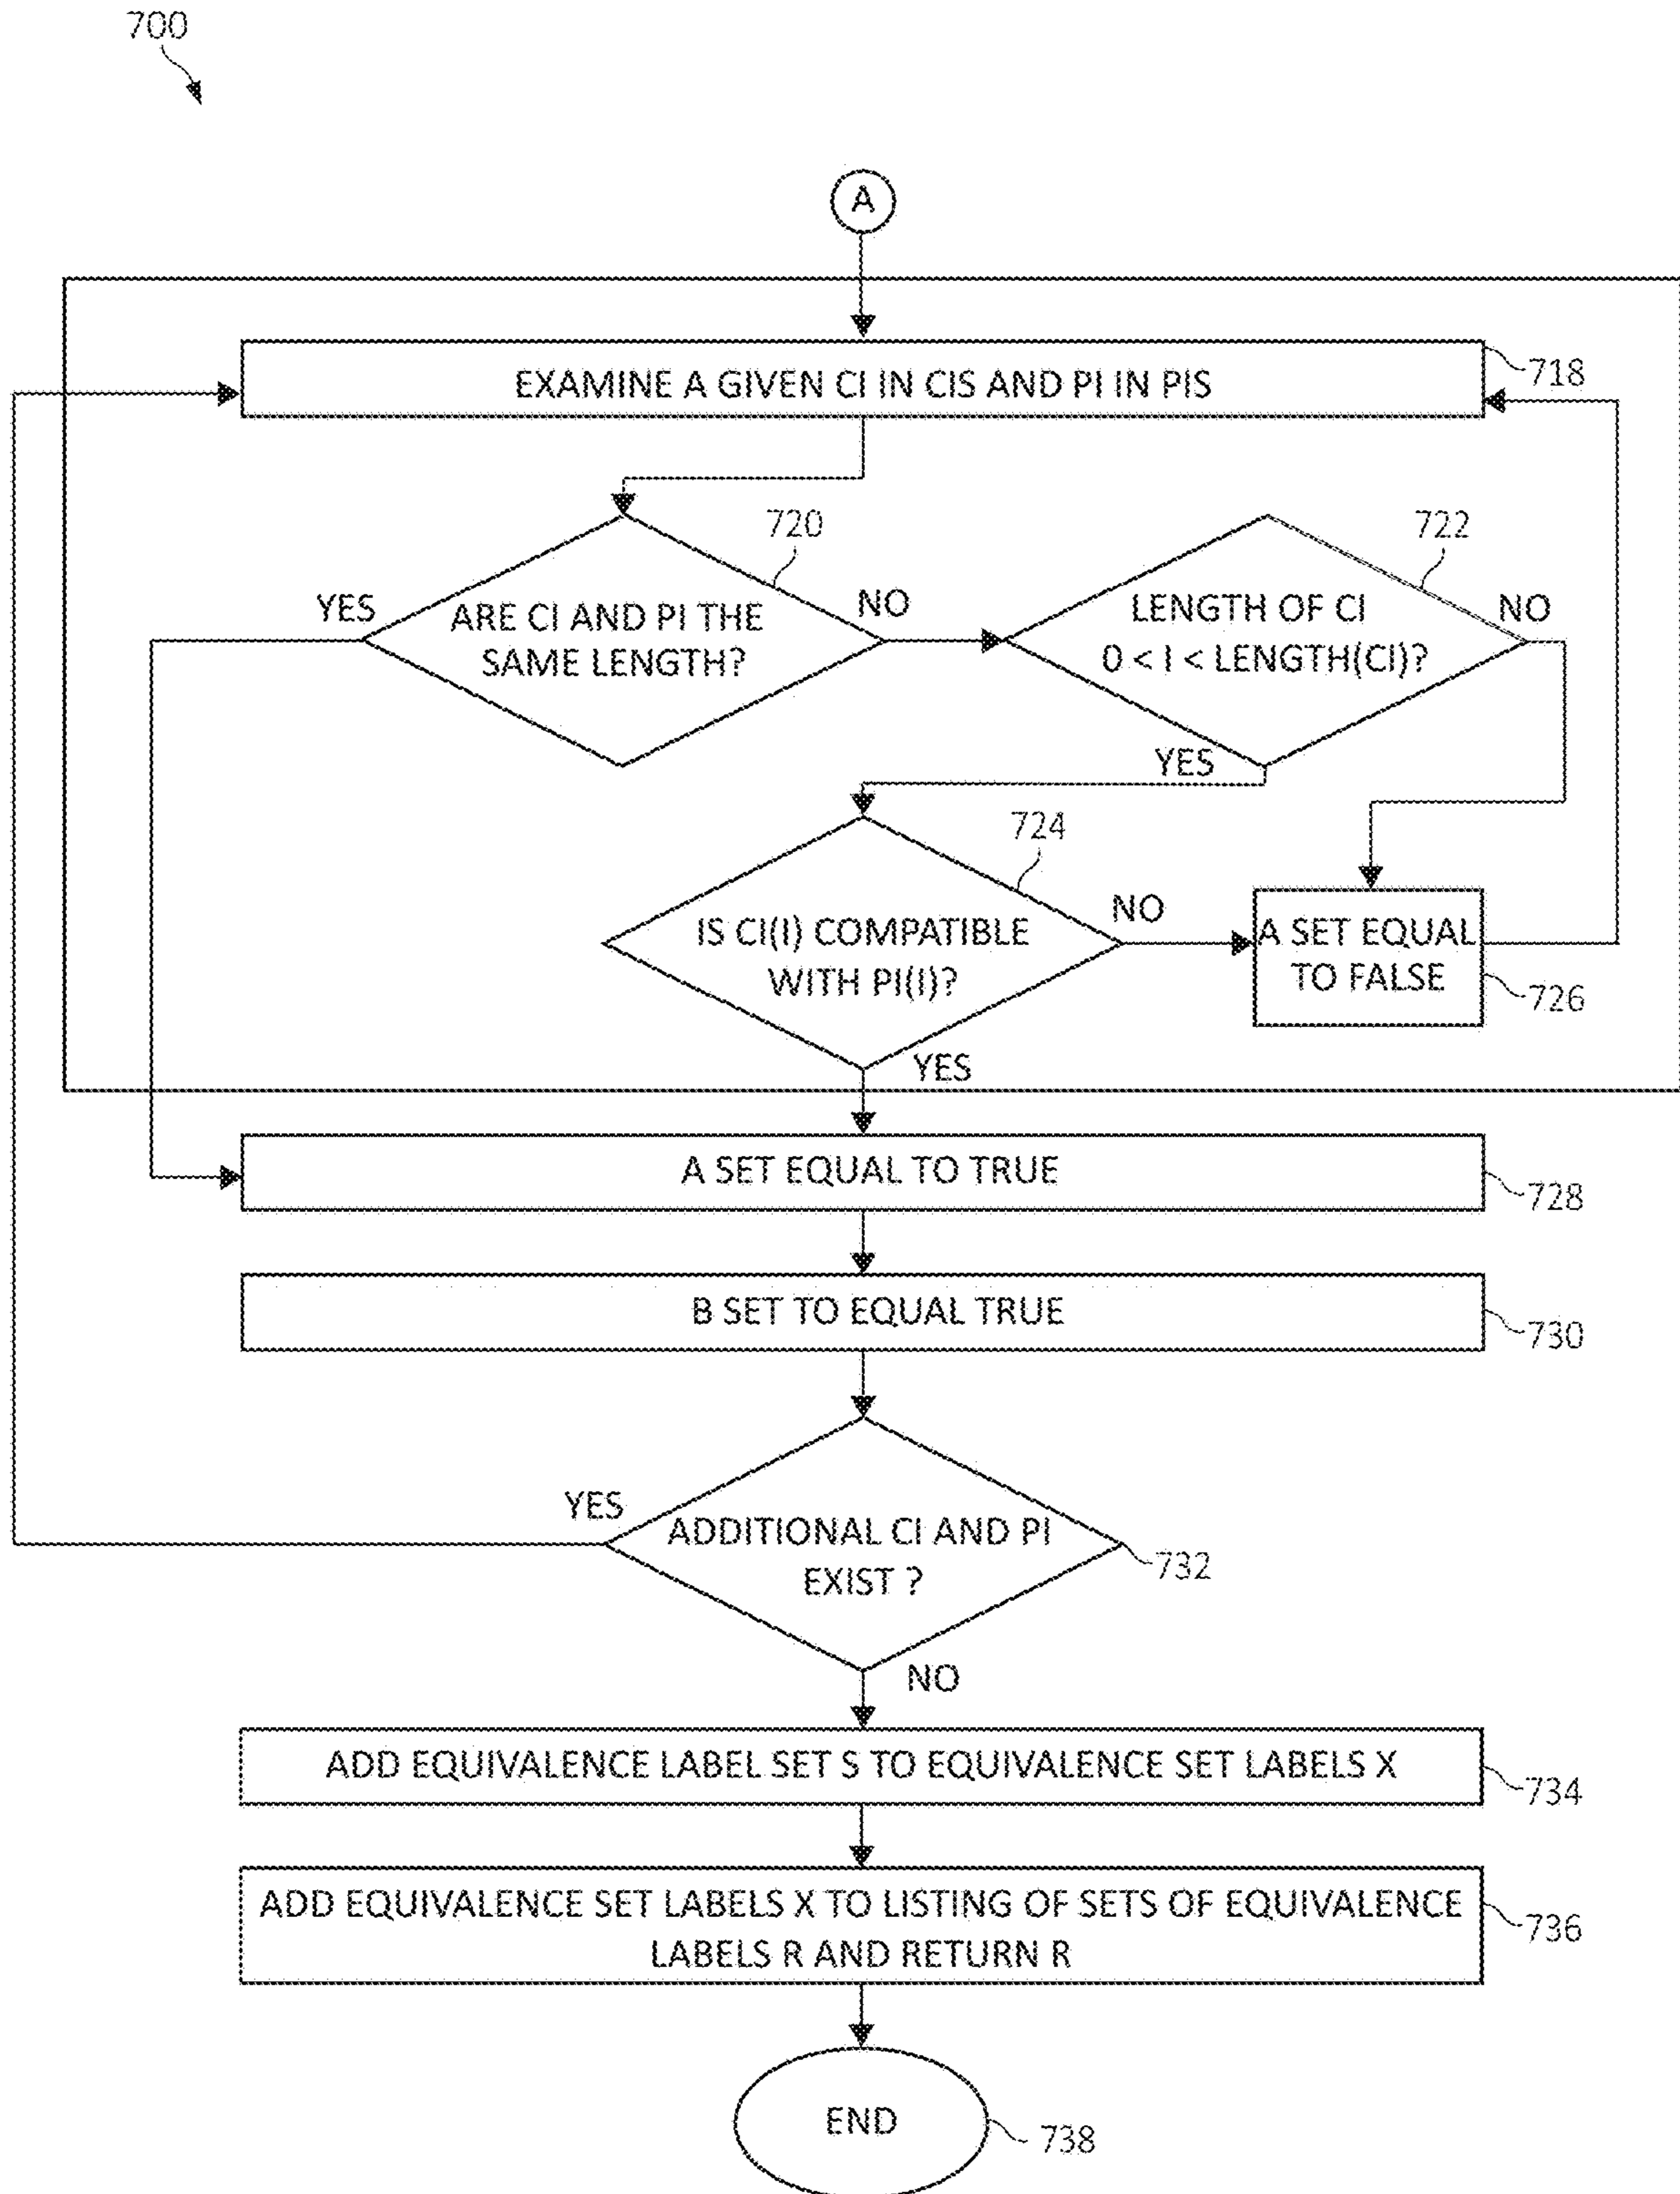 700
A
EXAMINE A GIVEN CI IN CIS AND PI IN PIS
718
720
722
YES
ARE CI AND PI THE
SAME LENGTH?
NO
LENGTH OF CI
0 < I < LENGTH(CI)?
NO
YES
724
IS CI(I) COMPATIBLE
WITH PI(I)?
NO
A SET EQUAL
TO FALSE
726
YES
A SET EQUAL TO TRUE
728
B SET TO EQUAL TRUE
730
YES
ADDITIONAL CI AND PI
EXIST ?
732
NO
ADD EQUIVALENCE LABEL SET S TO EQUIVALENCE SET LABELS X
734
ADD EQUIVALENCE SET LABELS X TO LISTING OF SETS OF EQUIVALENCE
LABELS R AND RETURN R
736
END
738